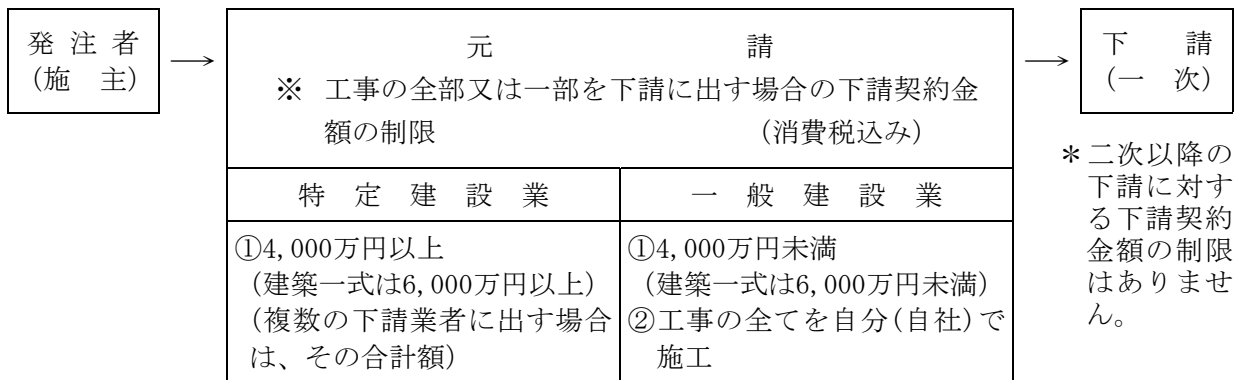 発注者
(施主)
→
元請
※ 工事の全部又は一部を下請に出す場合の下請契約金
額の制限 (消費税込み)
→
下請
(一次)
特定建設業
①4,000万円以上
(建築一式は6,000万円以上)
(複数の下請業者に出す場合
は、その合計額)
一般建設業
①4,000万円未満
(建築一式は6,000万円未満)
②工事の全てを自分(自社)で
施工
*二次以降の
下請に対す
る下請契約
金額の制限
はありませ
ん。